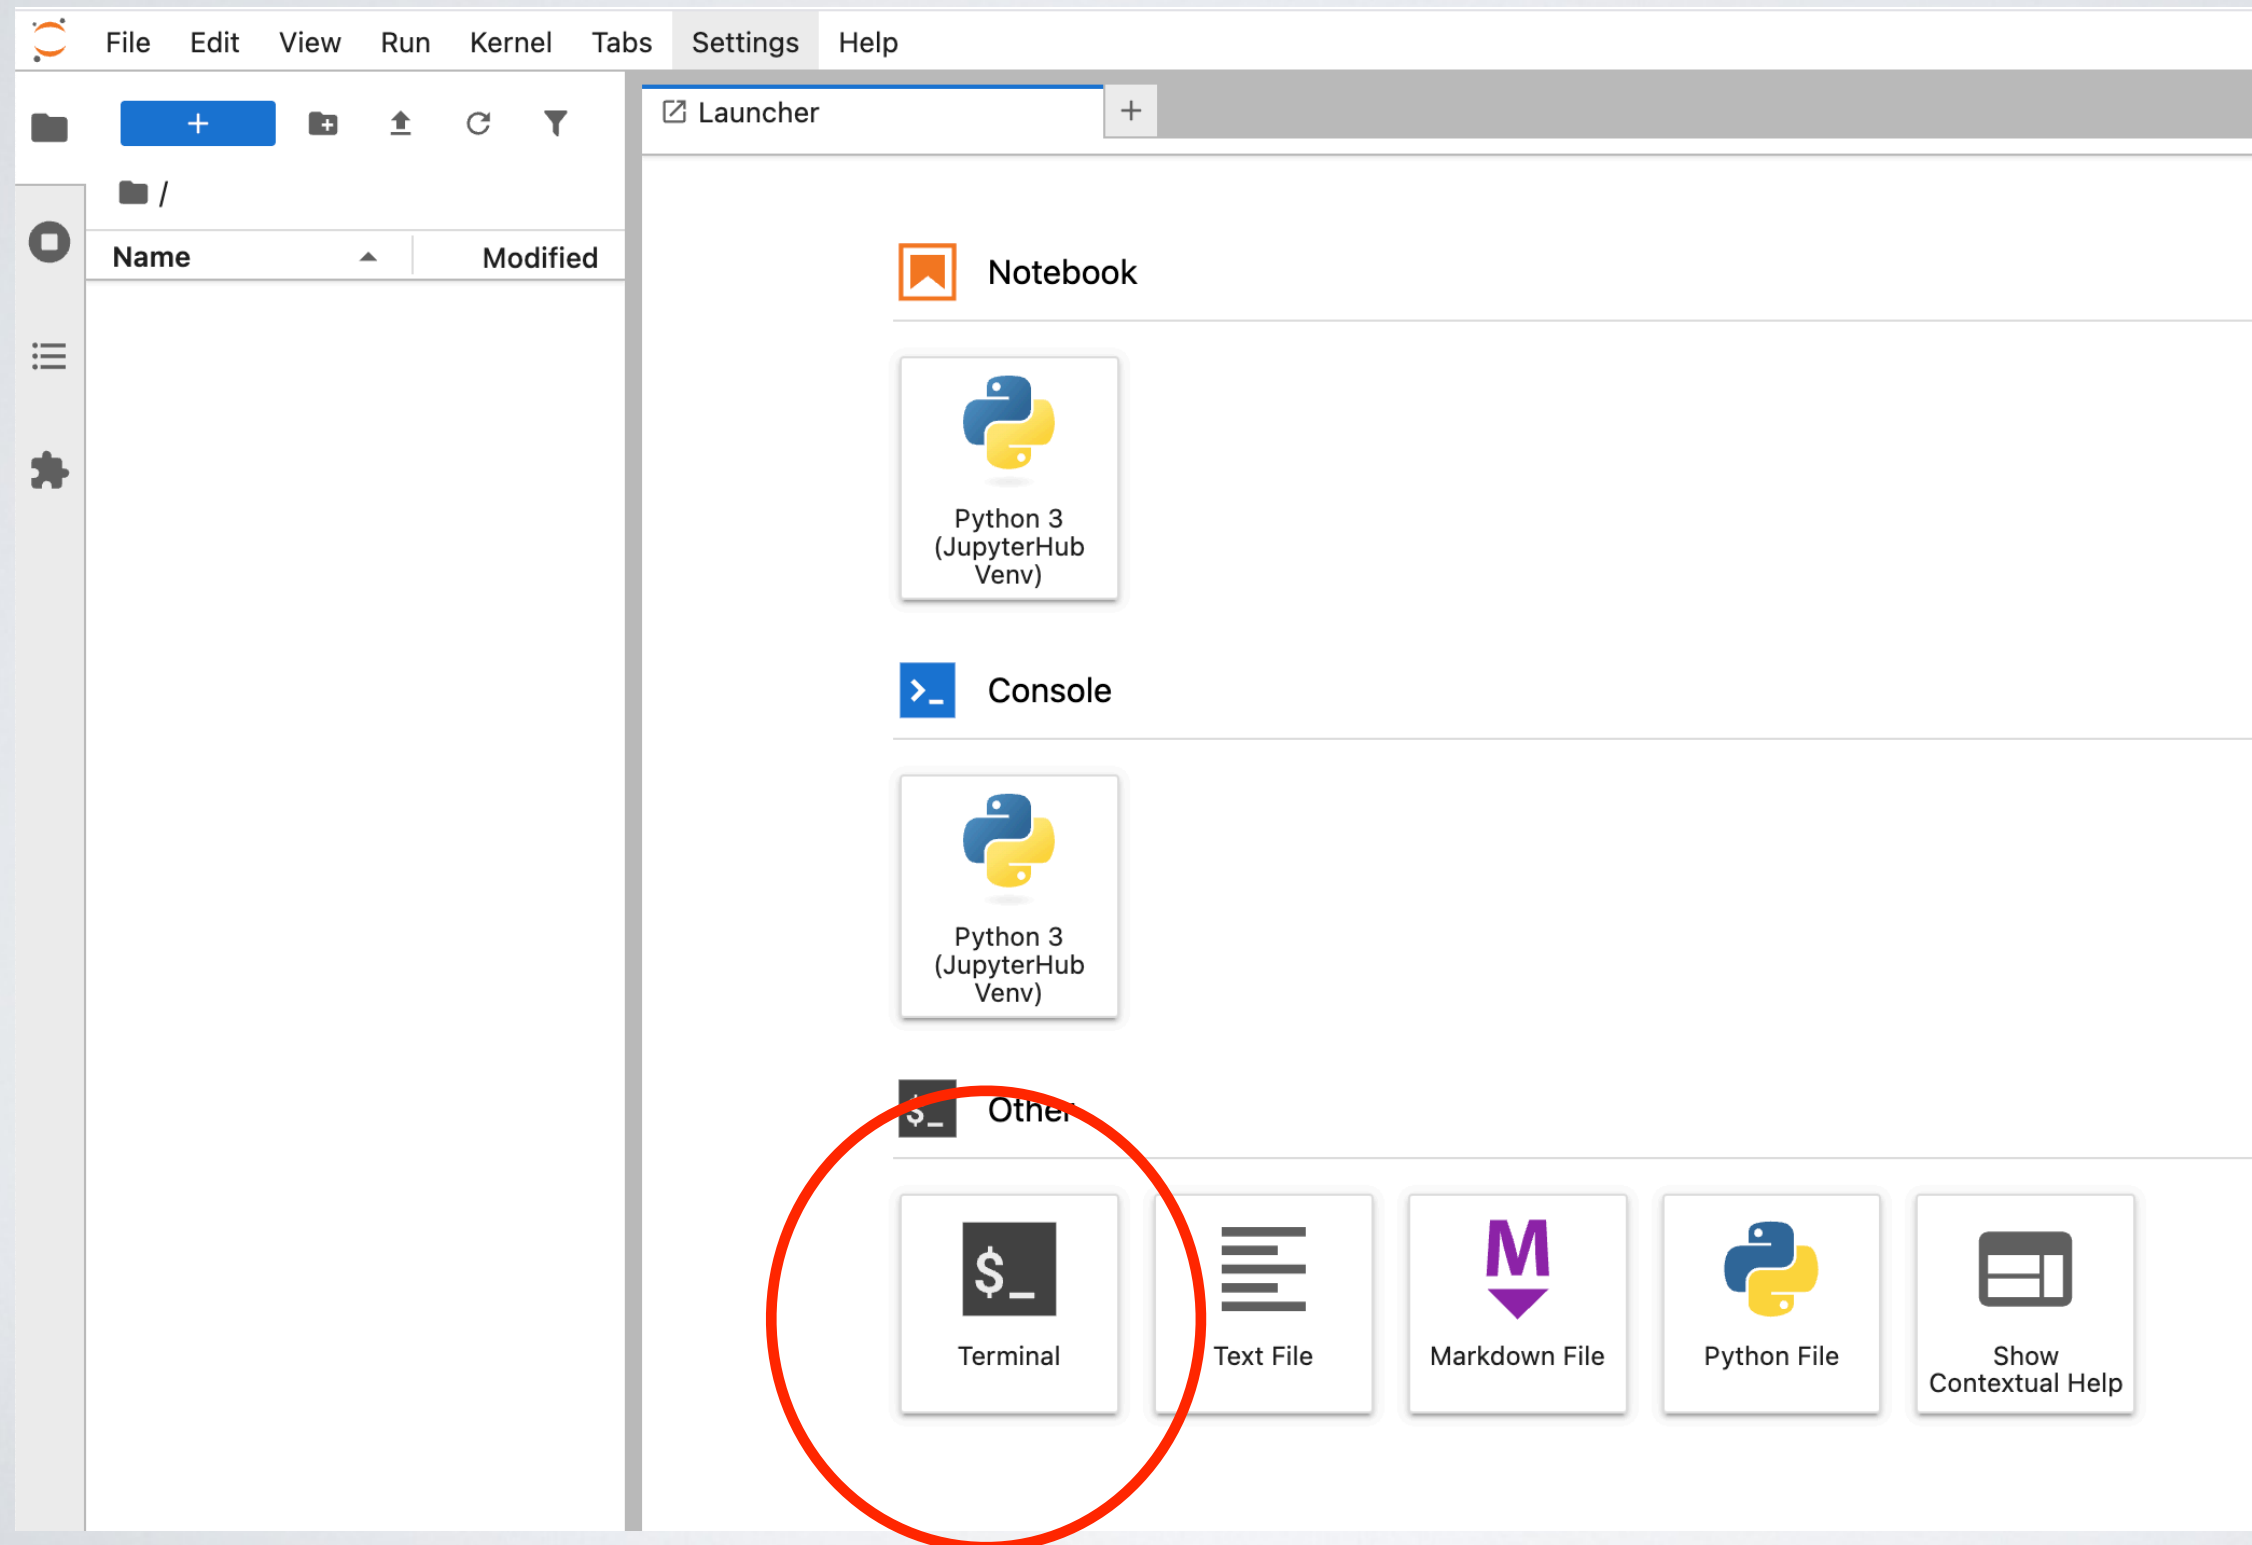 File Edit View Run Kernel Tabs Settings Help
Launcher
/
Name Modified
Notebook
Python 3
(JupyterHub
Venv)
Console
Python 3
(JupyterHub
Venv)
$_ Other
$_
Terminal
Text File
M
Markdown File
Python File
Show
Contextual Help